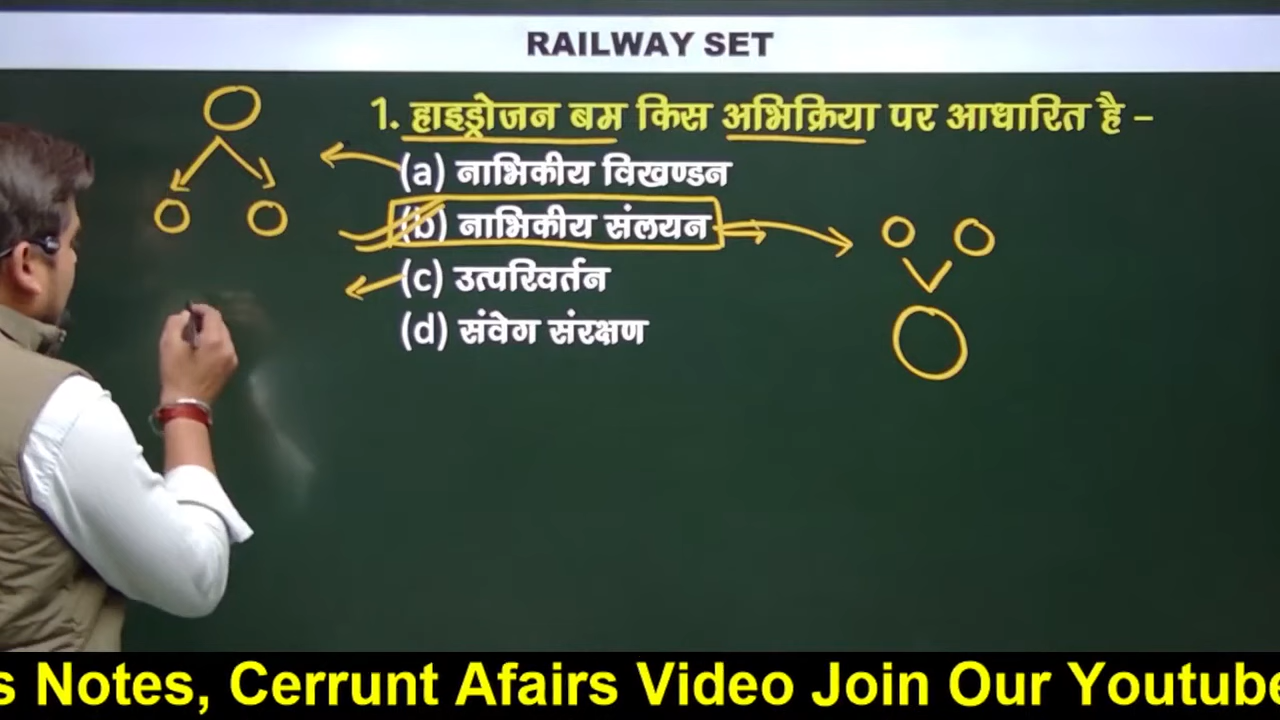 RAILWAY SET
1. हाइड्रोजन बम किस अभिक्रिया पर आधारित है –
(a) नाभिकीय विखण्डन
(b) नाभिकीय संलयन
(c) उत्परिवर्तन
(d) संवेग संरक्षण
s Notes, Cerrunt Afairs Video Join Our Youtube